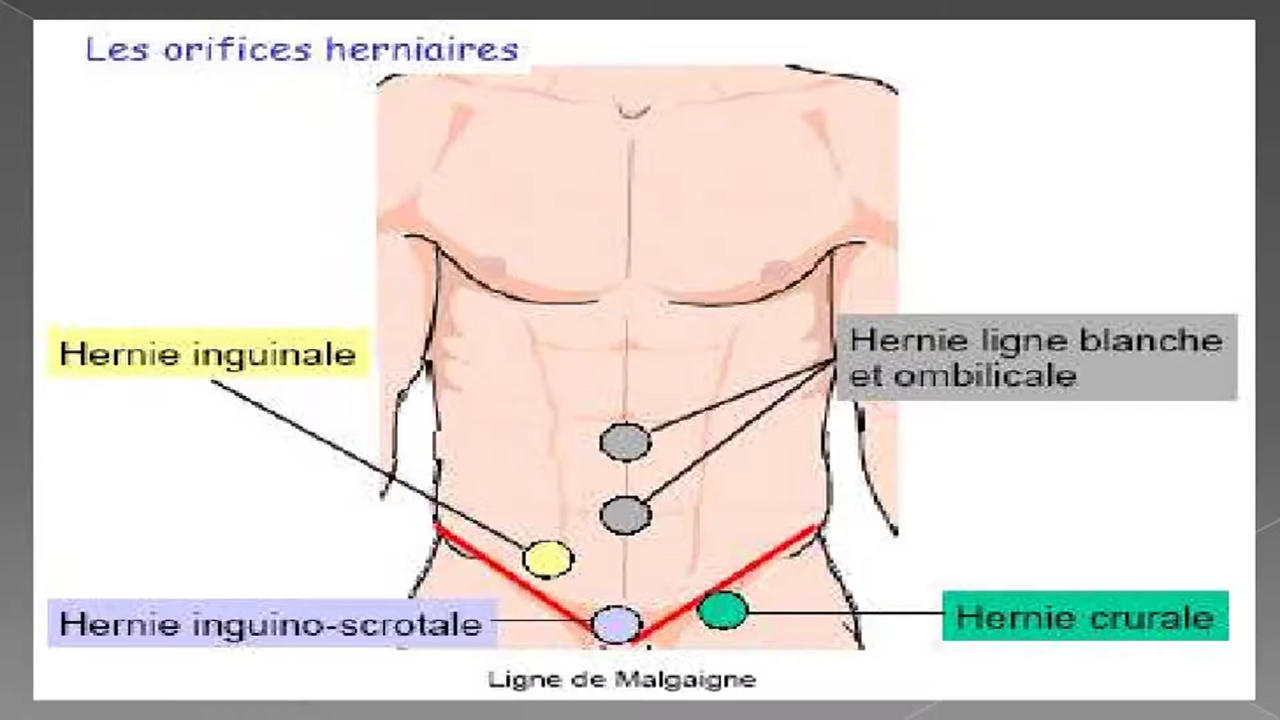 Les orifices herniaires
Hernie inguinale
Hernie ligne blanche
et ombilicale
Hernie inguino-scrotale
Hernie crurale
Ligne de Malgaigne